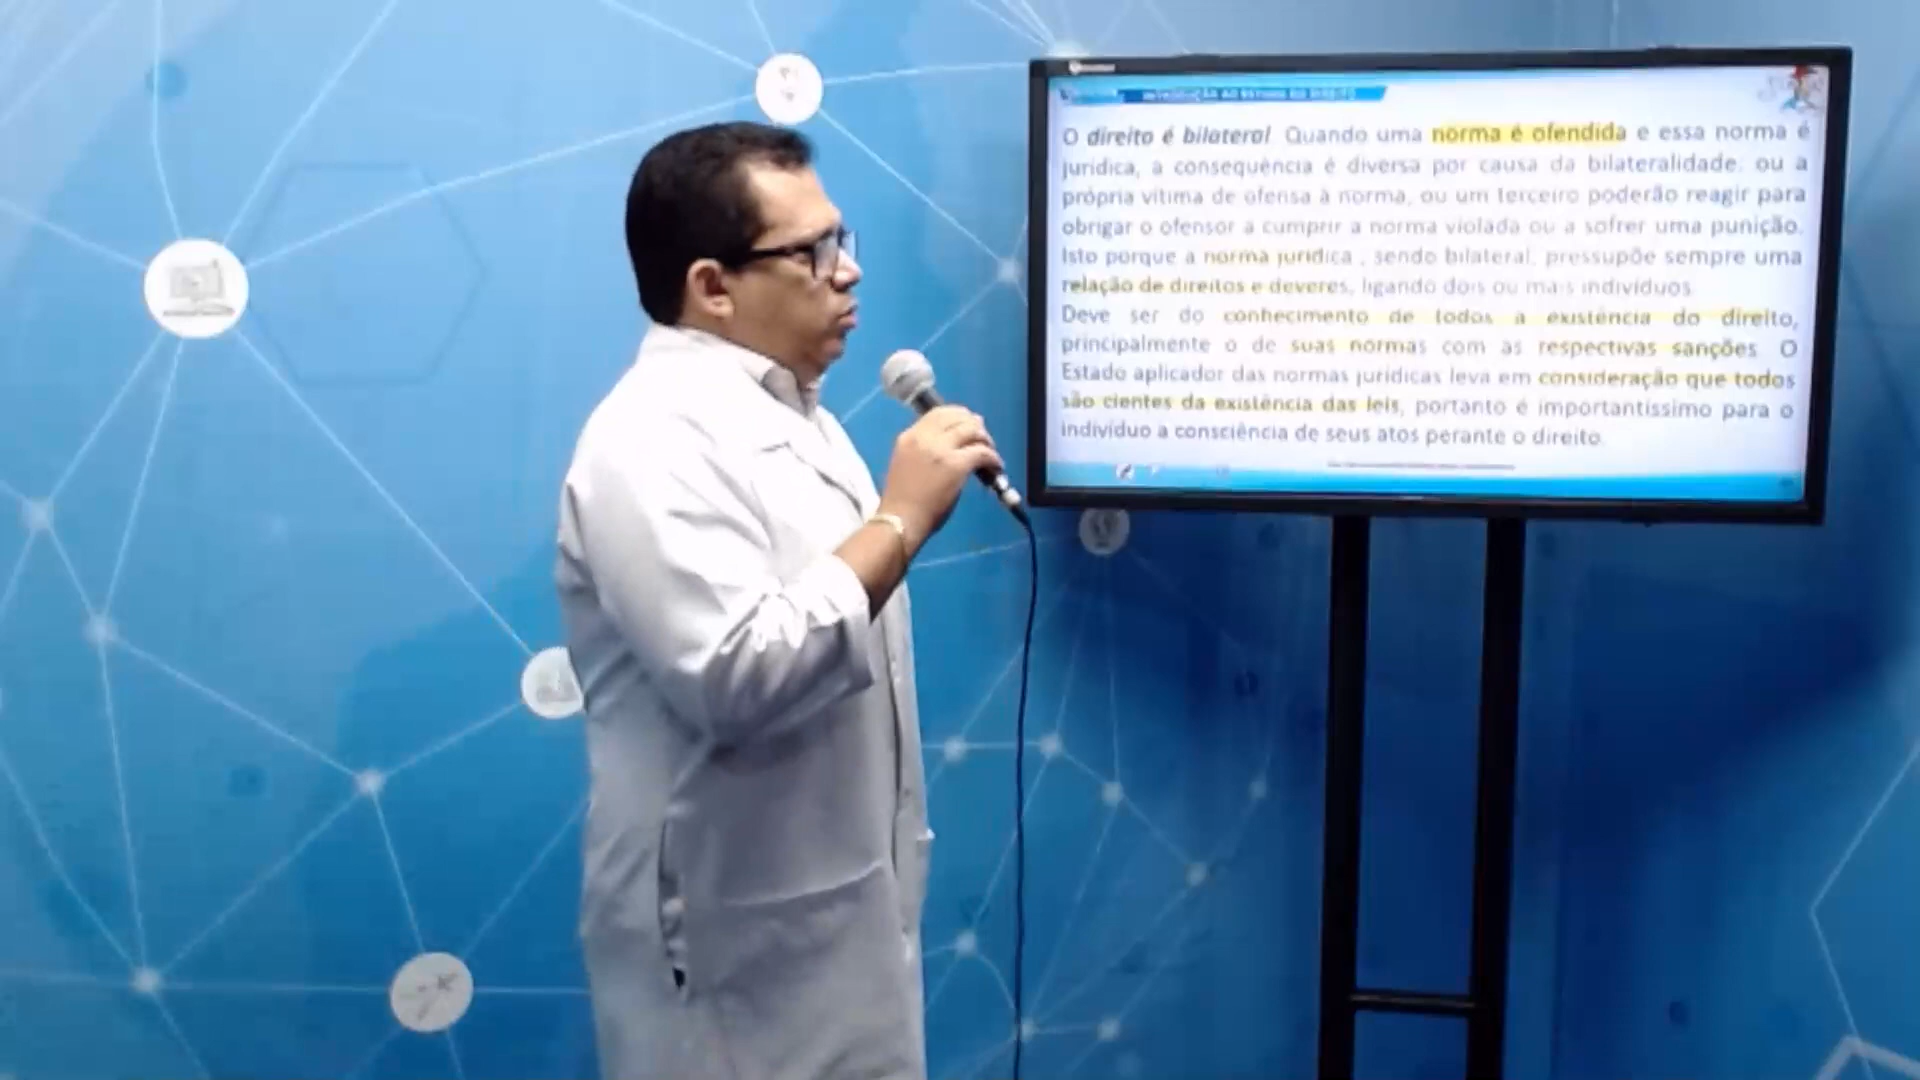 INTRODUÇÃO AO ESTUDO DO DIREITO
O direito é bilateral. Quando uma norma é ofendida e essa norma é
jurídica, a consequência é diversa por causa da bilateralidade: ou a
própria vítima de ofensa à norma, ou um terceiro poderão reagir para
obrigar o ofensor a cumprir a norma violada ou a sofrer uma punição.
Isto porque a norma jurídica , sendo bilateral, pressupõe sempre uma
relação de direitos e deveres, ligando dois ou mais indivíduos.
Deve ser do conhecimento de todos a existência do direito,
principalmente o de suas normas com as respectivas sanções. O
Estado aplicador das normas jurídicas leva em consideração que todos
são cientes da existência das leis, portanto é importantíssimo para o
indivíduo a consciência de seus atos perante o direito.